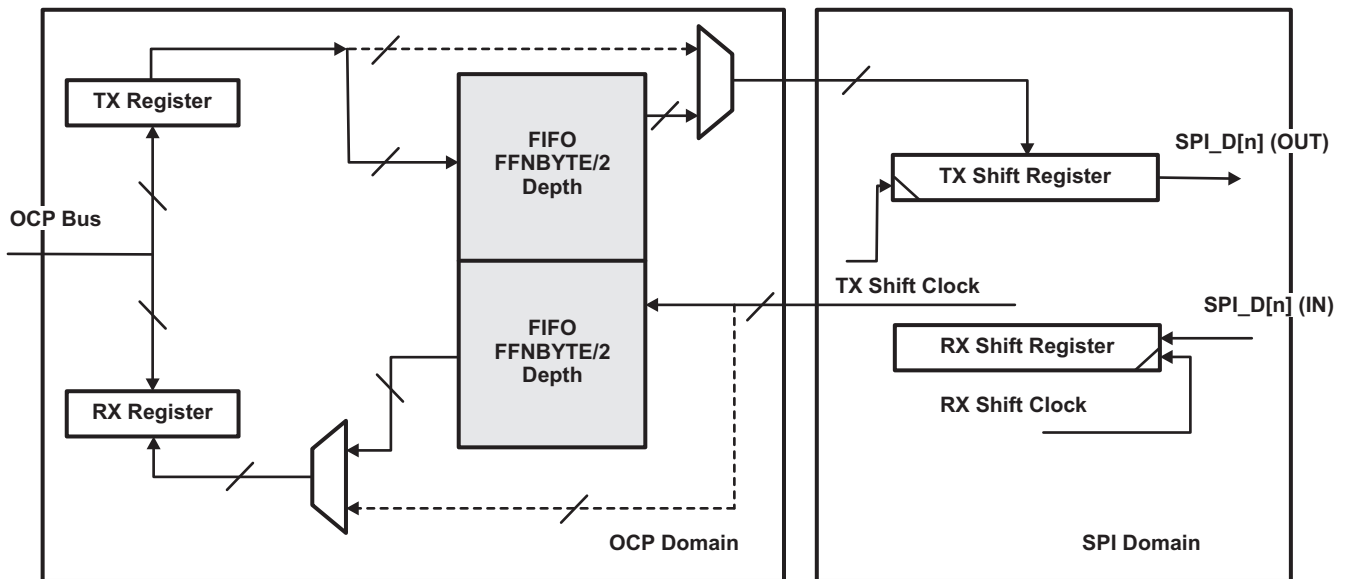 TX Register
FIFO
FFNBYTE/2
Depth
SPI_D[n] (OUT)
TX Shift Register
OCP Bus
TX Shift Clock
SPI_D[n] (IN)
FIFO
FFNBYTE/2
Depth
RX Shift Register
RX Register
RX Shift Clock
OCP Domain
SPI Domain